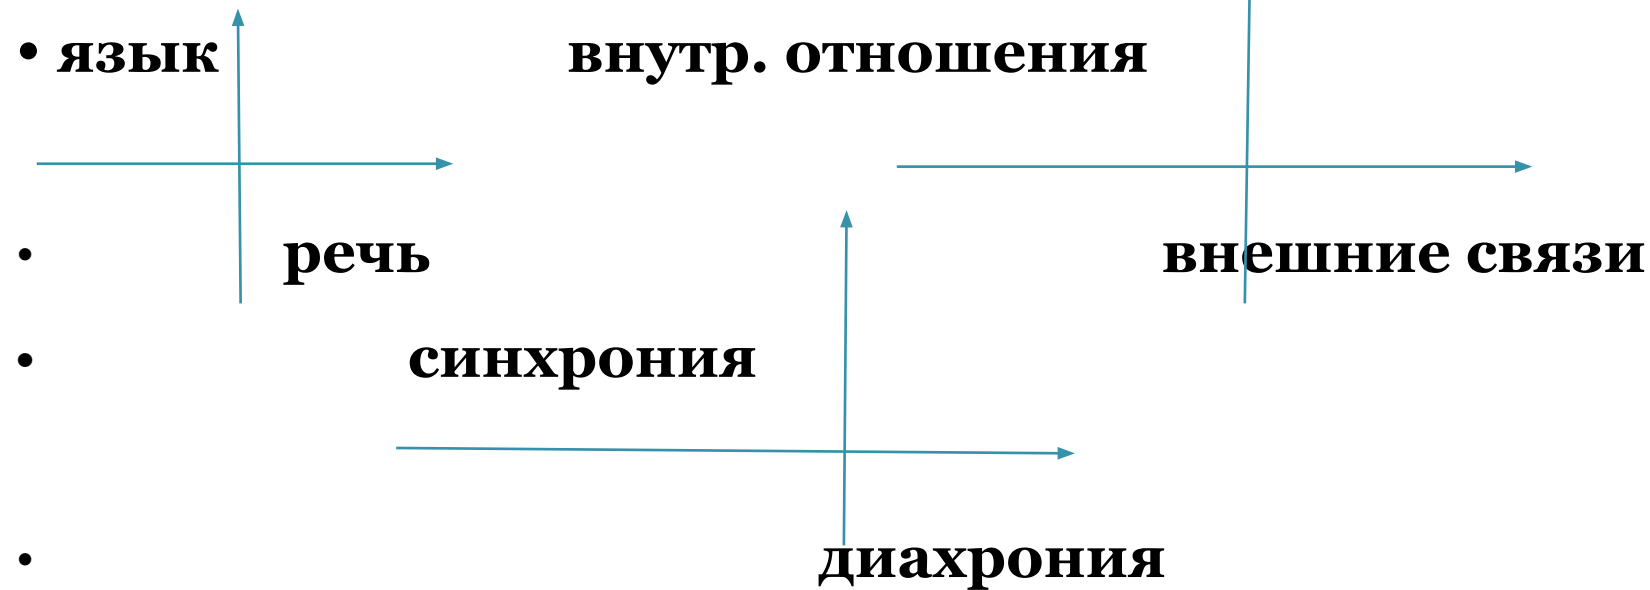 • язык внутр. отношения
• речь внешние связи
• синхрония
• диахрония